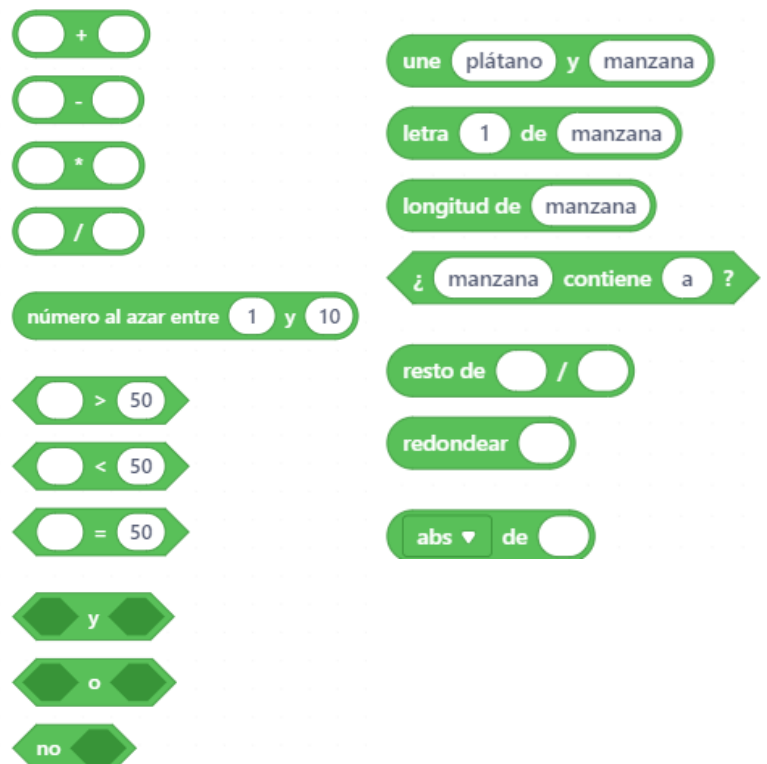 +
-
*
/
número al azar entre 1 y 10
> 50
< 50
= 50
y
o
no
une plátano y manzana
letra 1 de manzana
longitud de manzana
¿ manzana contiene a ?
resto de /
redondear
abs ▼ de